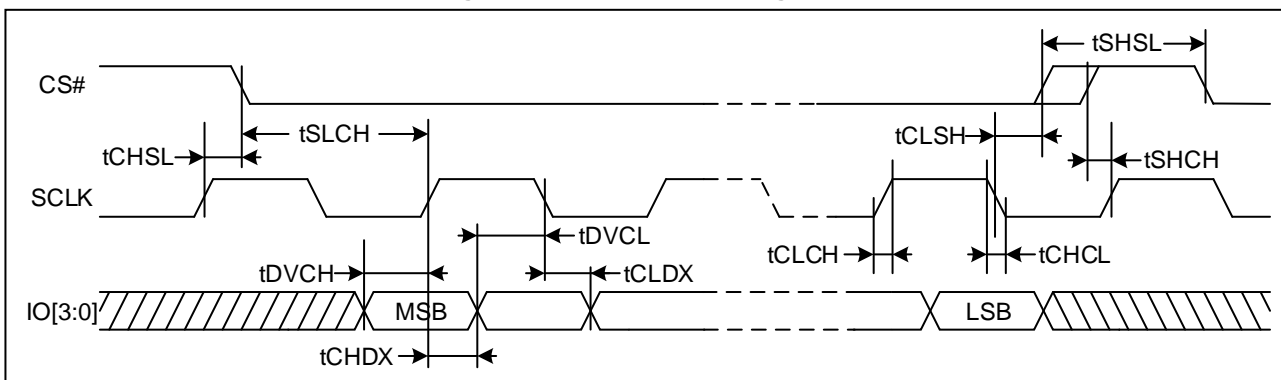 tSHSL
CS#
tSLCH
tCLSH
tCHSL
tSHCH
SCLK
tDVCL
tCLCH
tCHCL
tDVCH
tCLDX
IO[3:0]
MSB
LSB
tCHDX